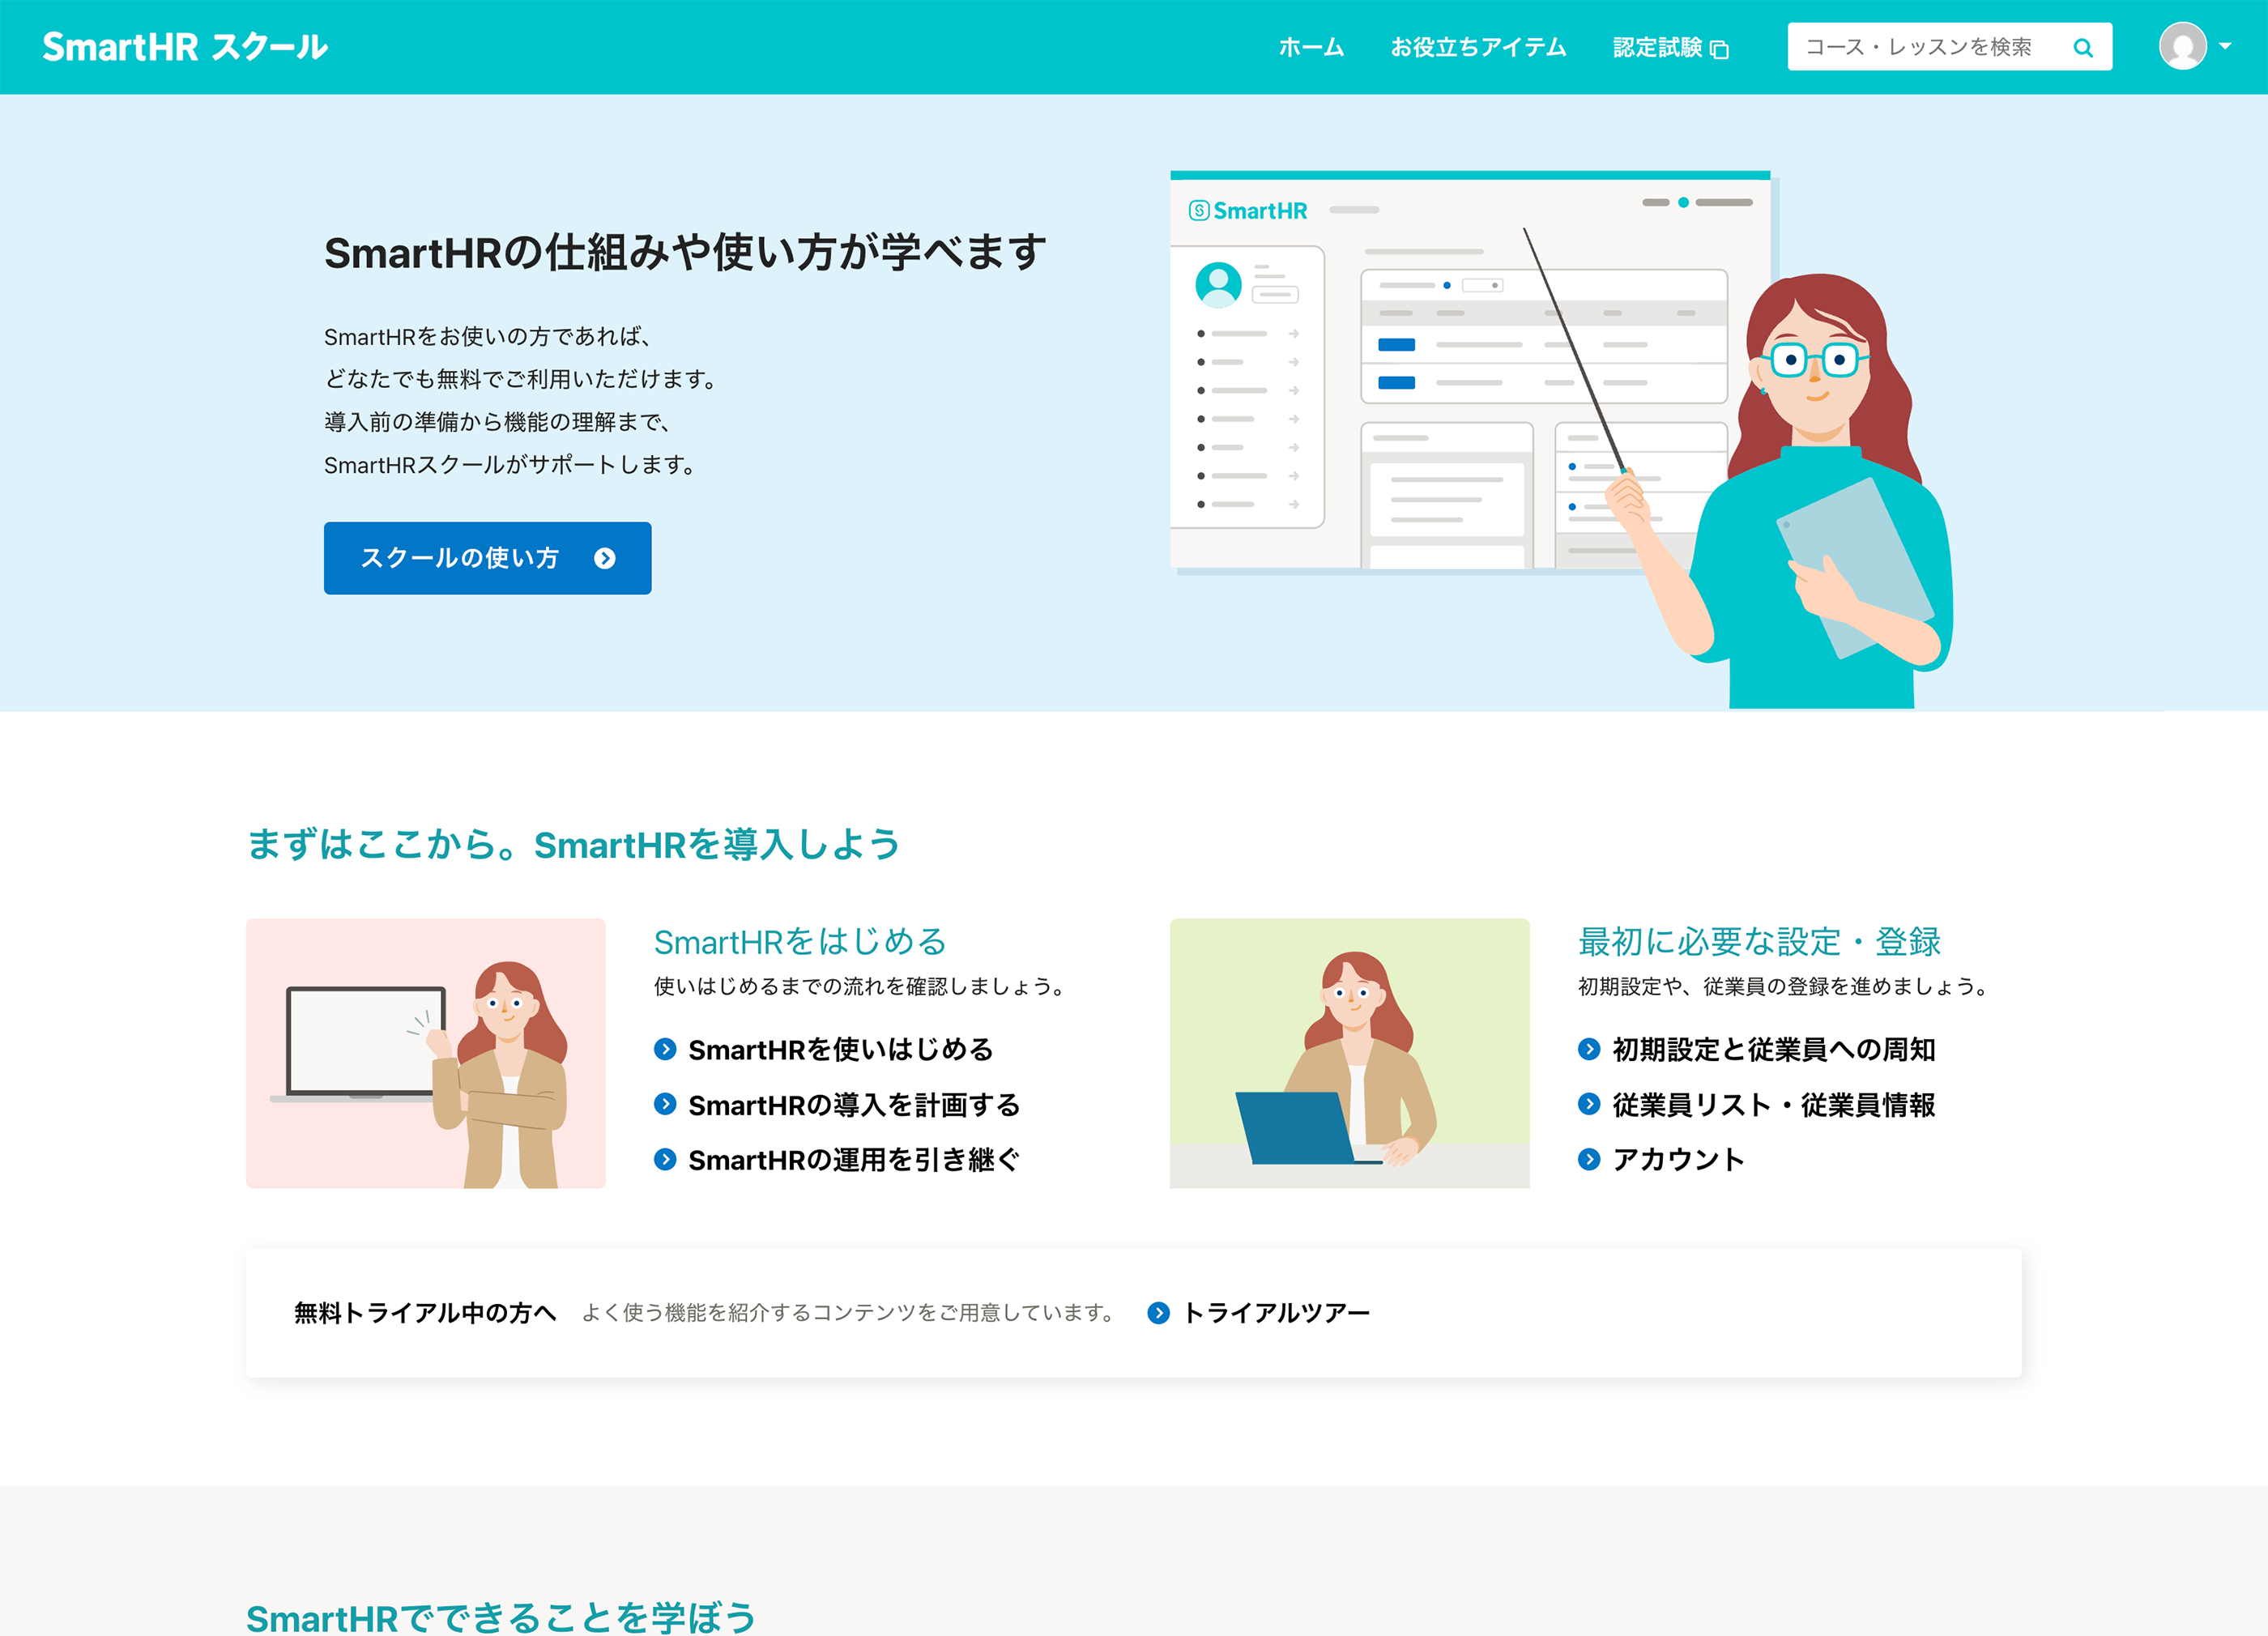 SmartHR スクール
ホーム
お役立ちアイテム
認定試験
コース・レッスンを検索
SmartHRの仕組みや使い方が学べます
SmartHRをお使いの方であれば、
どなたでも無料でご利用いただけます。
導入前の準備から機能の理解まで、
SmartHRスクールがサポートします。
スクールの使い方
SmartHR
まずはここから。SmartHRを導入しよう
SmartHRをはじめる
使いはじめるまでの流れを確認しましょう。
SmartHRを使いはじめる
SmartHRの導入を計画する
SmartHRの運用を引き継ぐ
最初に必要な設定・登録
初期設定や、従業員の登録を進めましょう。
初期設定と従業員への周知
従業員リスト・従業員情報
アカウント
無料トライアル中の方へ
よく使う機能を紹介するコンテンツをご用意しています。
トライアルツアー
SmartHRでできることを学ぼう